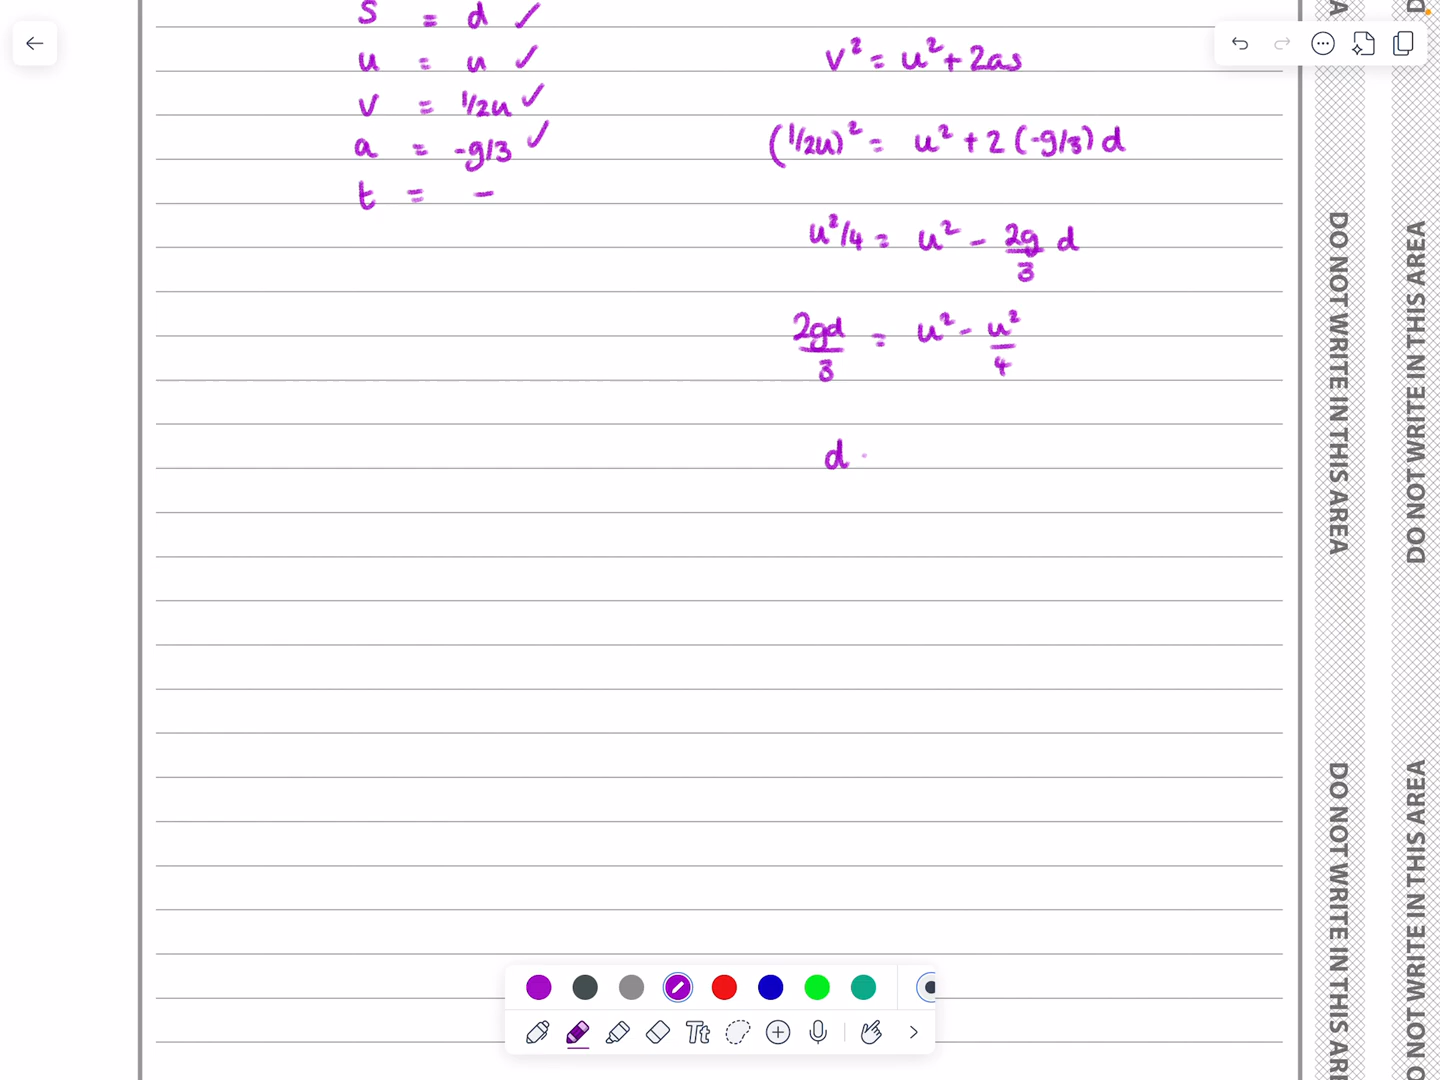 S = d ✓
u = u ✓
v = 1/2u ✓
a = -g/3 ✓
t = -
v² = u² + 2as
(1/2u)² = u² + 2(-g/3)d
u²/4 = u² - 2g/3 d
2gd/3 = u² - u²/4
d
Tt
DO NOT WRITE IN THIS AREA
DO NOT WRITE IN THIS AREA
DO NOT WRITE IN THIS ARE
DO NOT WRITE IN THIS AREA